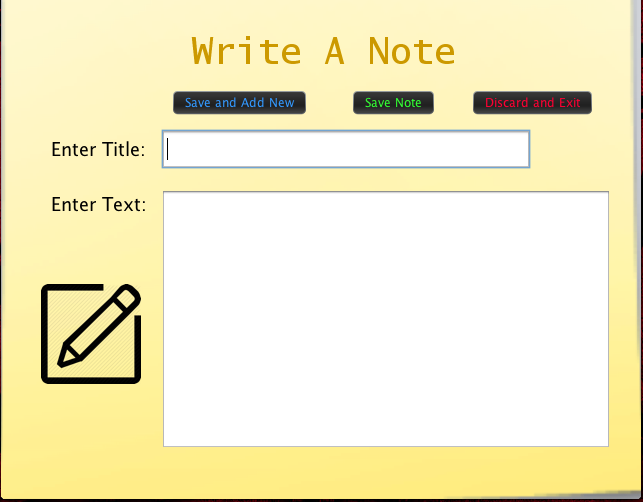 Write A Note
Save and Add New Save Note Discard and Exit
Enter Title:
Enter Text: